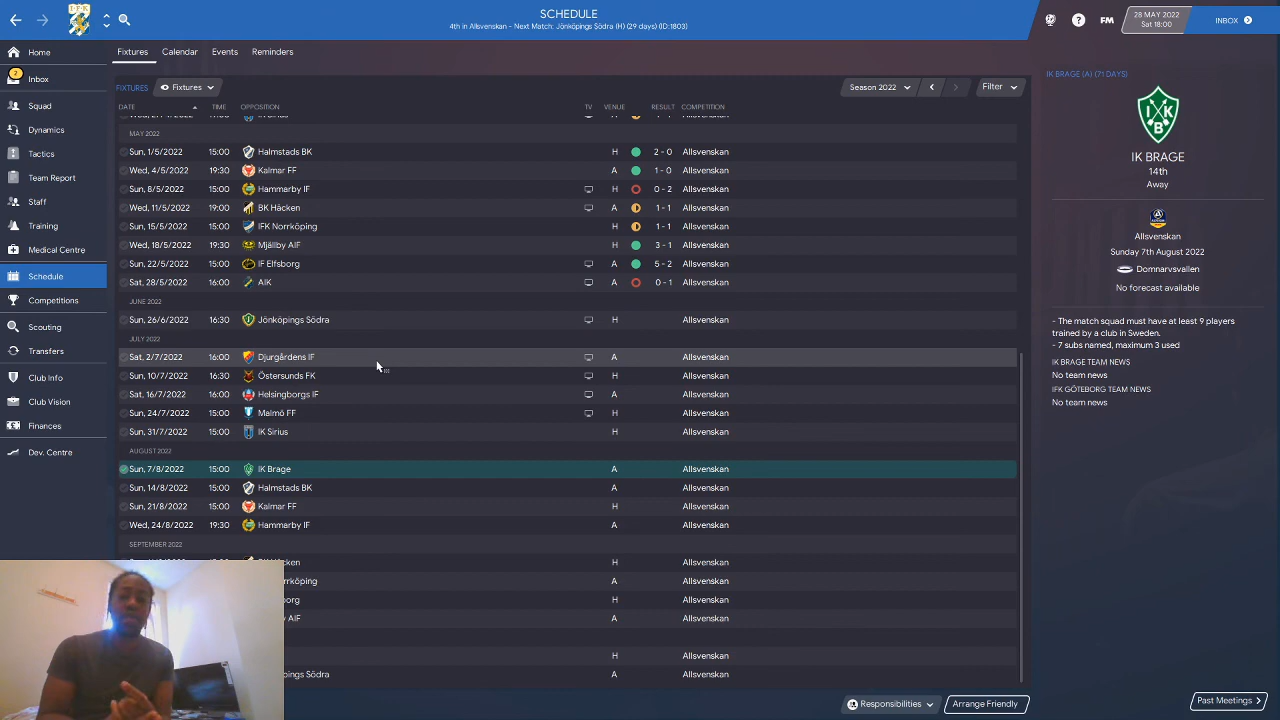 SCHEDULE
4th in Allsvenskan - Next Match: Jönköpings Södra (H) (29 days) (ID:1803)
FM
28 MAY 2022
Sat 18:00
INBOX
Home
7
Inbox
Squad
Dynamics
Tactics
Team Report
Staff
Training
Medical Centre
Schedule
Competitions
Scouting
Transfers
Club Info
Club Vision
Finances
Dev. Centre
Fixtures Calendar Events Reminders
FIXTURES Fixtures Season 2022 Filter
DATE TIME OPPOSITION TV VENUE RESULT COMPETITION
MAY 2022
Sun, 1/5/2022 15:00 Halmstads BK H 2 - 0 Allsvenskan
Wed, 4/5/2022 19:30 Kalmar FF A 1 - 0 Allsvenskan
Sun, 8/5/2022 15:00 Hammarby IF H 0 - 2 Allsvenskan
Wed, 11/5/2022 19:00 BK Häcken A 1 - 1 Allsvenskan
Sun, 15/5/2022 15:00 IFK Norrköping H 1 - 1 Allsvenskan
Wed, 18/5/2022 19:30 Mjällby AIF H 3 - 1 Allsvenskan
Sun, 22/5/2022 15:00 IF Elfsborg A 5 - 2 Allsvenskan
Sat, 28/5/2022 15:00 AIK A 0 - 1 Allsvenskan
JUNE 2022
Sun, 26/6/2022 16:30 Jönköpings Södra H Allsvenskan
JULY 2022
Sat, 2/7/2022 16:00 Djurgårdens IF A Allsvenskan
Sun, 10/7/2022 16:30 Östersunds FK H Allsvenskan
Sat, 16/7/2022 16:00 Helsingborgs IF A Allsvenskan
Sun, 24/7/2022 15:00 Malmö FF H Allsvenskan
Sun, 31/7/2022 15:00 IK Sirius H Allsvenskan
AUGUST 2022
Sun, 7/8/2022 15:00 IK Brage A Allsvenskan
Sun, 14/8/2022 15:00 Halmstads BK A Allsvenskan
Sun, 21/8/2022 15:00 Kalmar FF H Allsvenskan
Wed, 24/8/2022 19:30 Hammarby IF A Allsvenskan
SEPTEMBER 2022
H Allsvenskan
A Allsvenskan
H Allsvenskan
A Allsvenskan
H Allsvenskan
A Allsvenskan
Responsibilities
Arrange Friendly
IK BRAGE (A) (71 DAYS)
IK BRAGE
14th
Away
Allsvenskan
Sunday 7th August 2022
Domnarvsvallen
No forecast available
- The match squad must have at least 9 players
trained by a club in Sweden.
- 7 subs named, maximum 3 used
IK BRAGE TEAM NEWS
No team news
IFK GÖTEBORG TEAM NEWS
No team news
Past Meetings